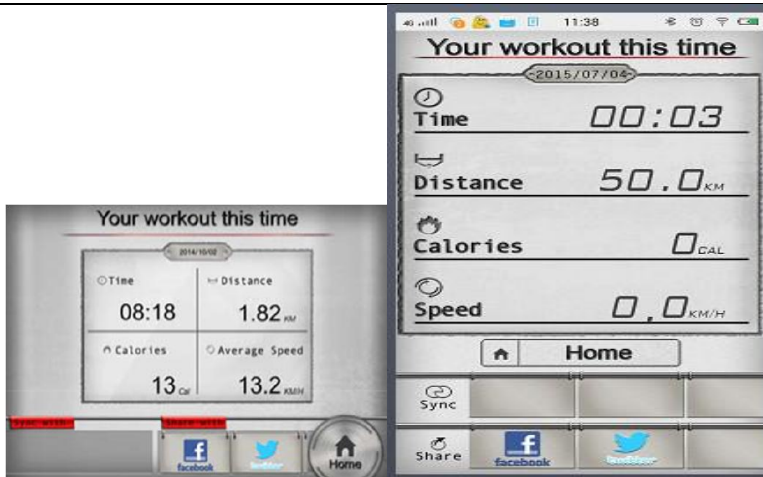 Your workout this time
2014/10/02
Time
Distance
08:18
1.82 KM
Calories
Average Speed
13 Cal
13.2 KM/H
Sync with
Share with
facebook
twitter
Home
4G
11:38
Your workout this time
-2015/07/04-
Time
00:03
Distance
50.0 KM
Calories
0 CAL
Speed
0.0 KM/H
Home
Sync
Share
facebook
twitter